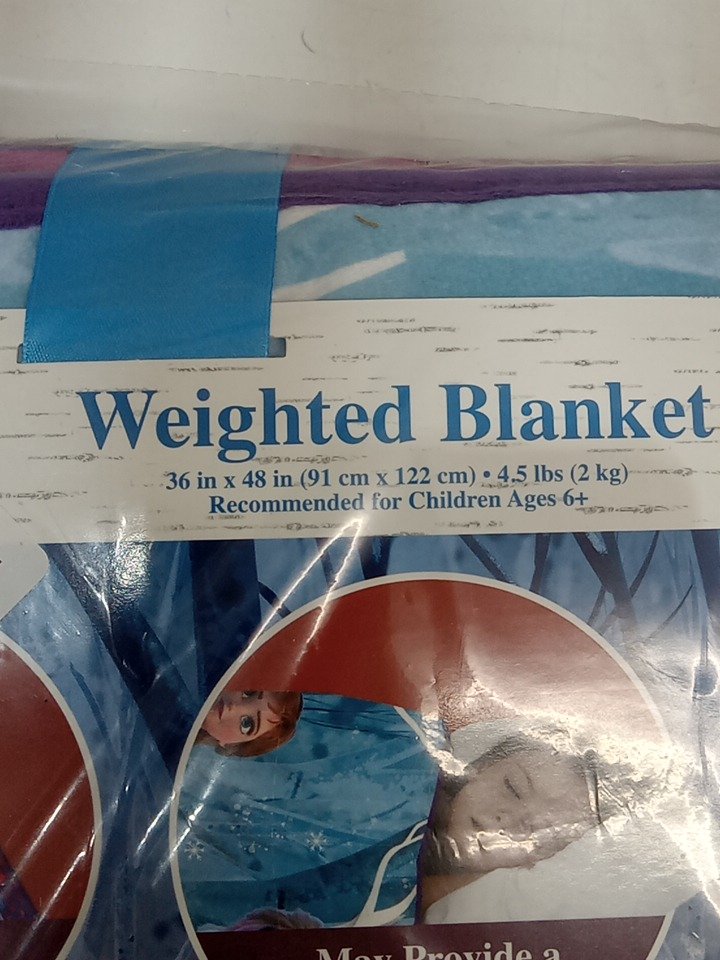 Weighted Blanket
36 in x 48 in (91 cm x 122 cm) • 4.5 lbs (2 kg)
Recommended for Children Ages 6+
May Provide a